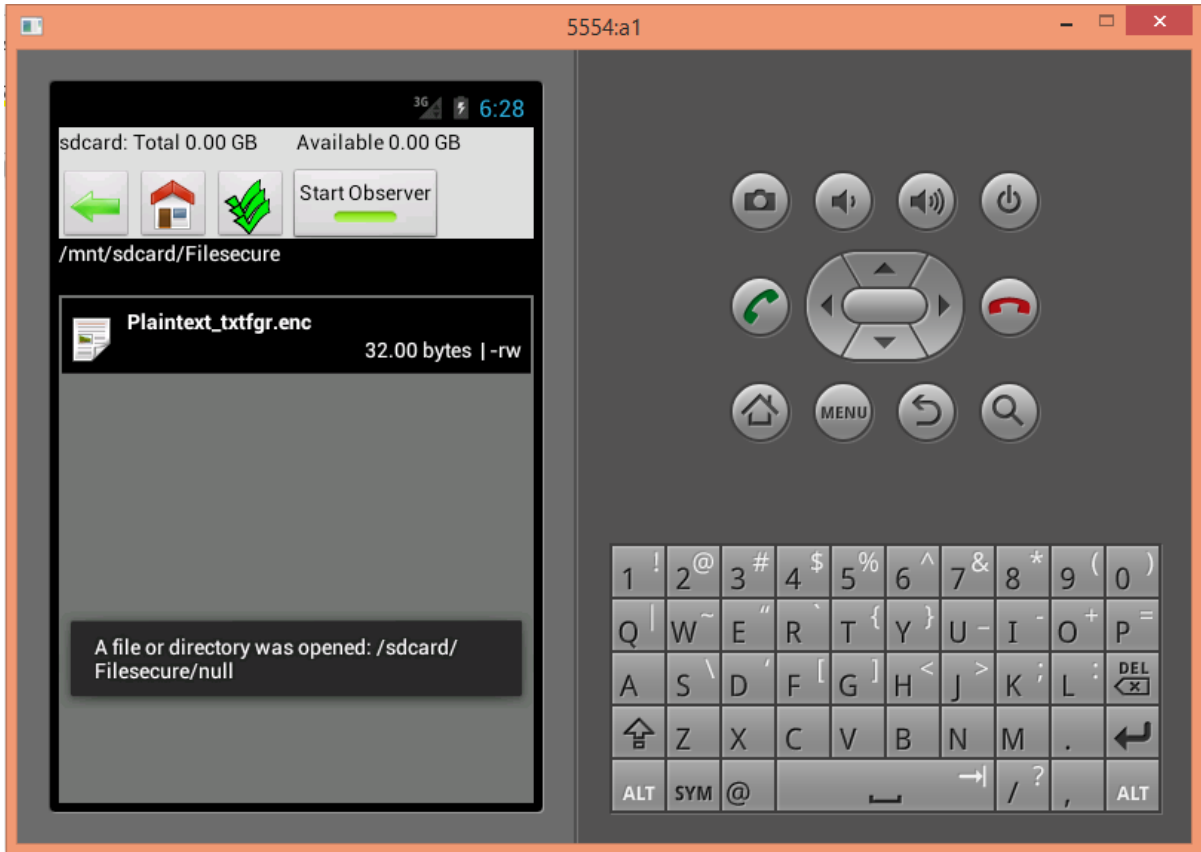 5554:a1
3G 6:28
sdcard: Total 0.00 GB Available 0.00 GB
Start Observer
/mnt/sdcard/Filesecure
Plaintext_txtfgr.enc
32.00 bytes | -rw
A file or directory was opened: /sdcard/
Filesecure/null
MENU
1 ! 2 @ 3 # 4 $ 5 % 6 ^ 7 & 8 * 9 ( 0 )
Q | W ~ E " R ` T { Y } U _ I - O + P =
A S \ D ' F [ G ] H < J > K ; L : DEL
Z X C V B N M .
ALT SYM @ / ? , ALT